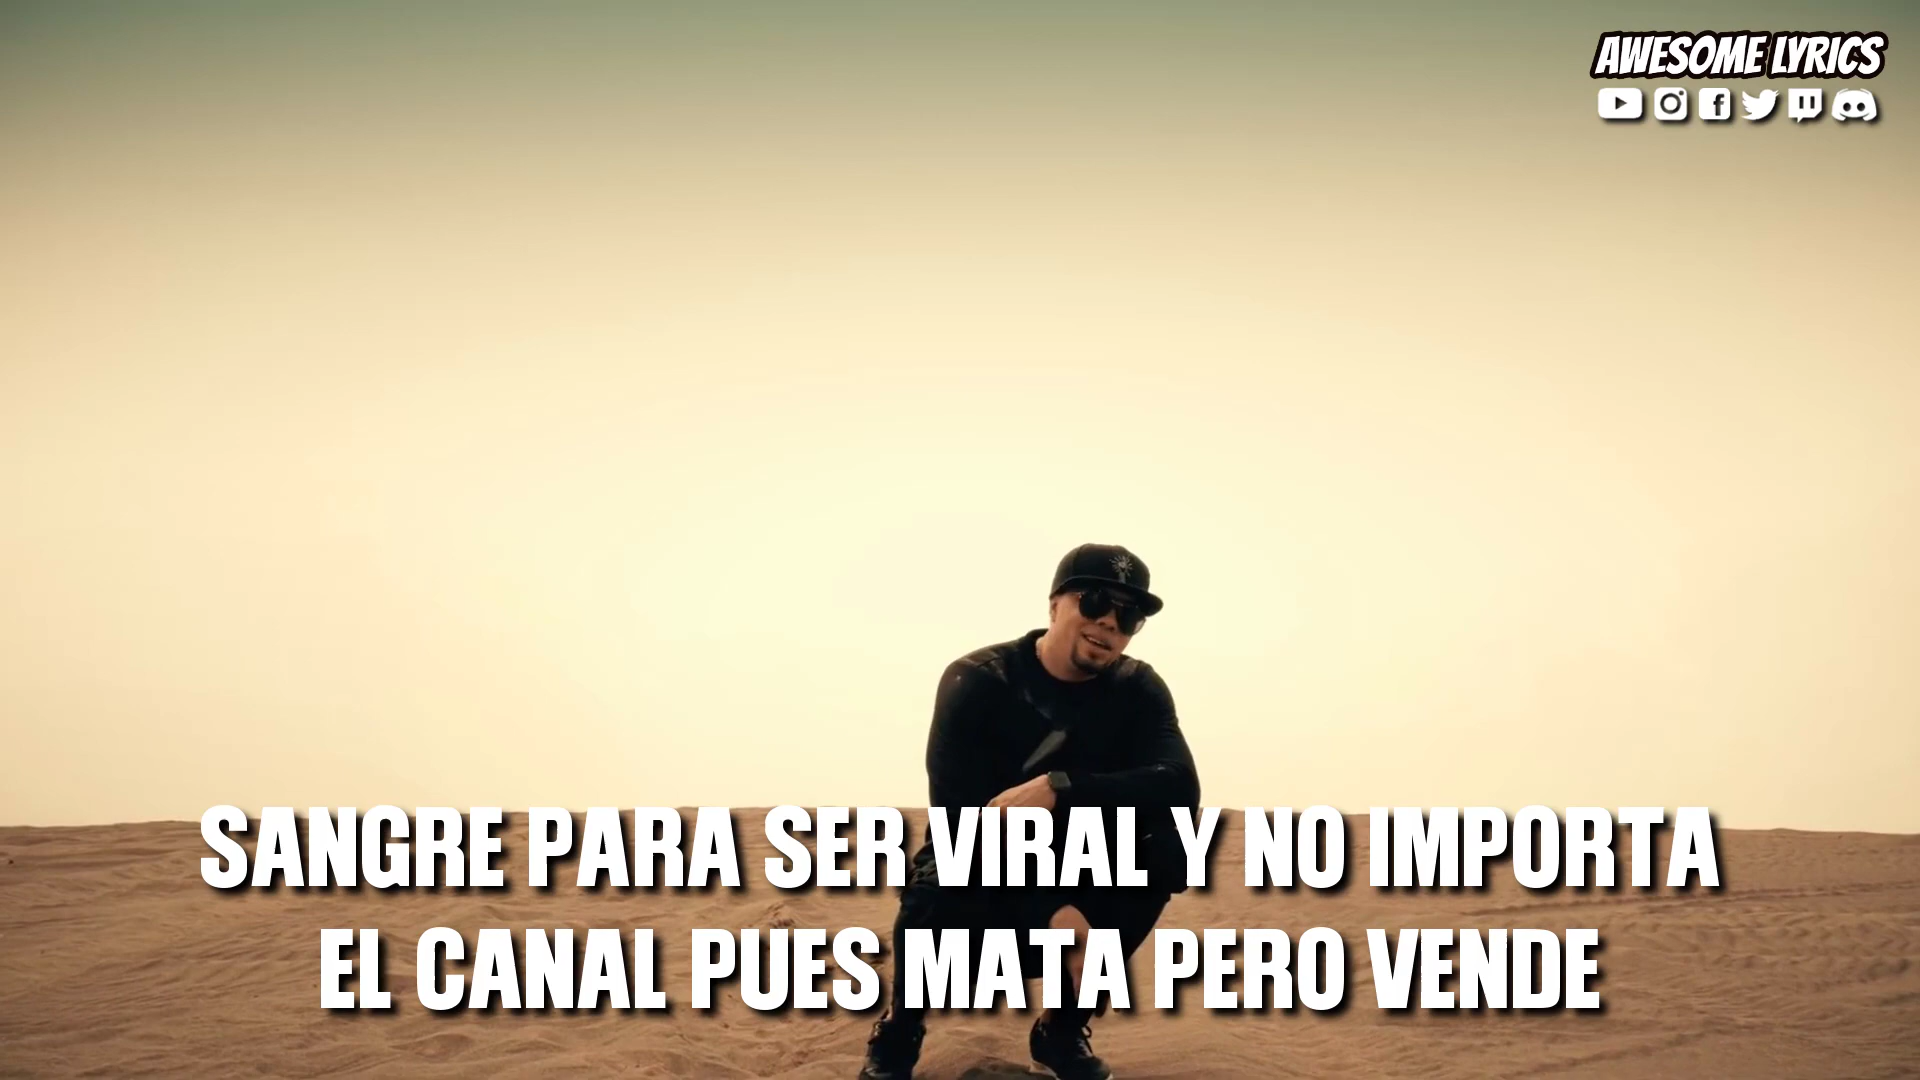 AWESOME LYRICS
SANGRE PARA SER VIRAL Y NO IMPORTA
EL CANAL PUES MATA PERO VENDE